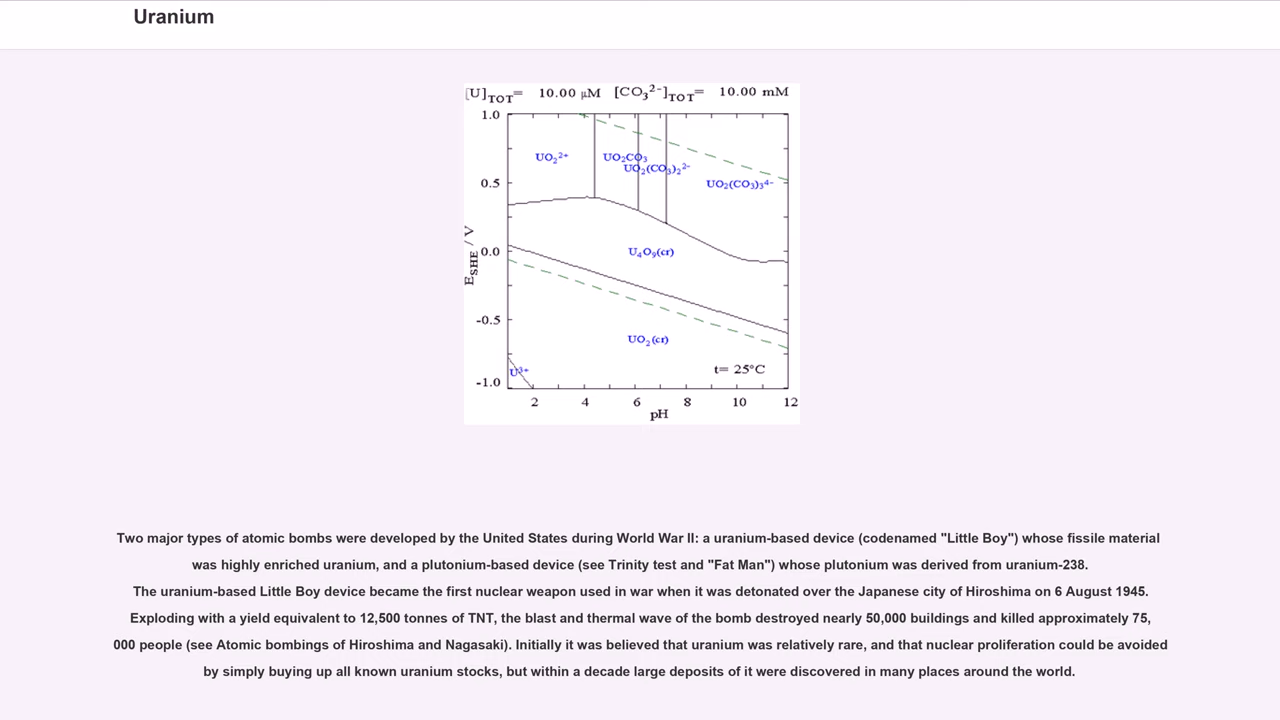 Uranium
[U]TOT= 10.00 μM [CO₃²⁻]TOT= 10.00 mM
1.0
UO₂²⁺
UO₂CO₃
UO₂(CO₃)₂²⁻
0.5
UO₂(CO₃)₃⁴⁻
ESHE / V
0.0
U₄O₉(cr)
-0.5
UO₂(cr)
t= 25°C
U³⁺
-1.0
2 4 6 8 10 12
pH
Two major types of atomic bombs were developed by the United States during World War II: a uranium-based device (codenamed "Little Boy") whose fissile material
was highly enriched uranium, and a plutonium-based device (see Trinity test and "Fat Man") whose plutonium was derived from uranium-238.
The uranium-based Little Boy device became the first nuclear weapon used in war when it was detonated over the Japanese city of Hiroshima on 6 August 1945.
Exploding with a yield equivalent to 12,500 tonnes of TNT, the blast and thermal wave of the bomb destroyed nearly 50,000 buildings and killed approximately 75,
000 people (see Atomic bombings of Hiroshima and Nagasaki). Initially it was believed that uranium was relatively rare, and that nuclear proliferation could be avoided
by simply buying up all known uranium stocks, but within a decade large deposits of it were discovered in many places around the world.